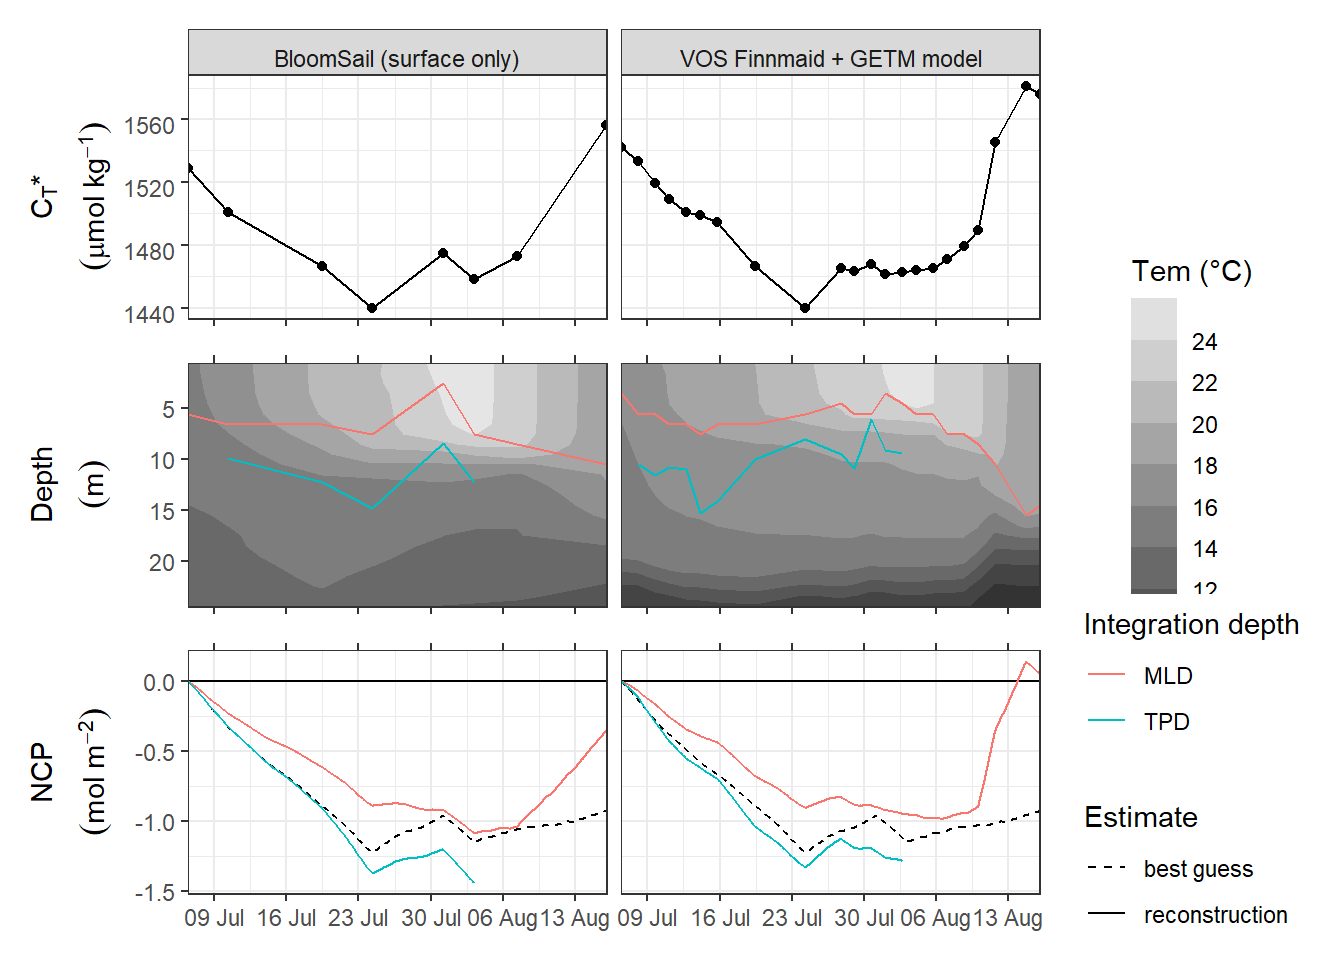 BloomSail (surface only)
VOS Finnmaid + GETM model
C_T*
(μmol kg⁻¹)
1560
1520
1480
1440
Depth
(m)
5
10
15
20
NCP
(mol m⁻²)
0.0
-0.5
-1.0
-1.5
09 Jul 16 Jul 23 Jul 30 Jul 06 Aug 13 Aug
09 Jul 16 Jul 23 Jul 30 Jul 06 Aug 13 Aug
Tem (°C)
24
22
20
18
16
14
12
Integration depth
MLD
TPD
Estimate
best guess
reconstruction